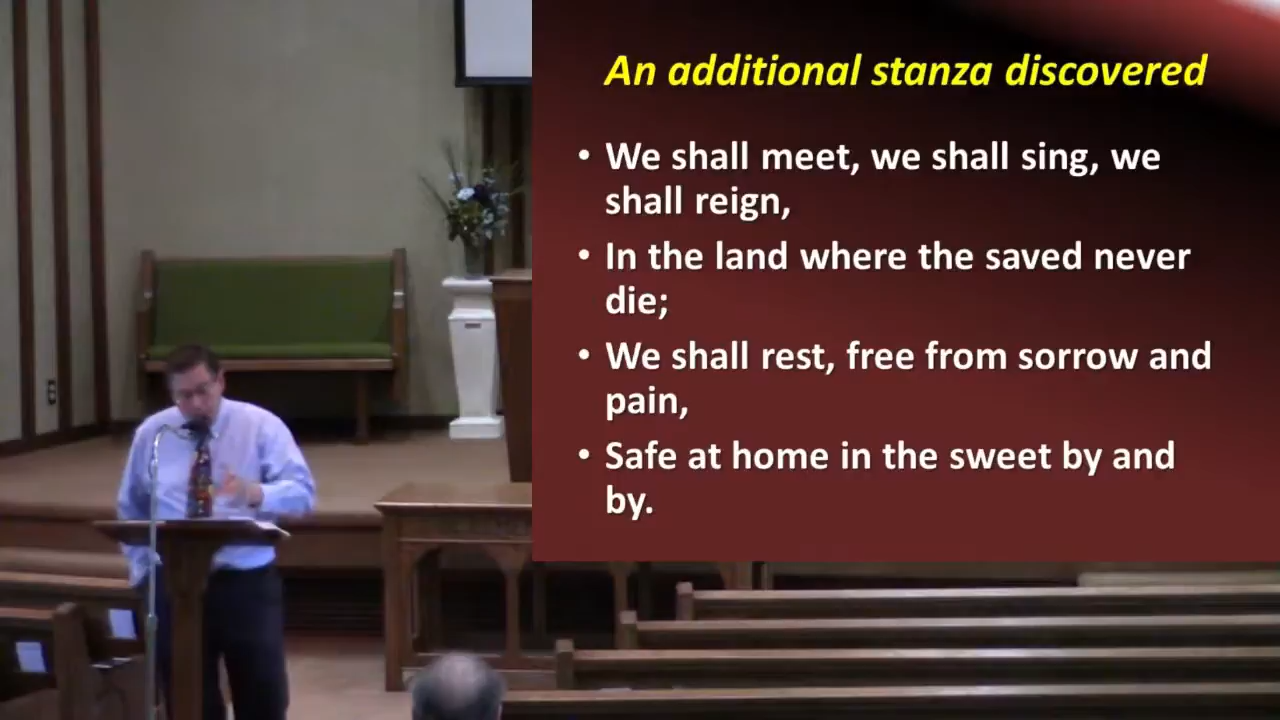 An additional stanza discovered
• We shall meet, we shall sing, we
shall reign,
• In the land where the saved never
die;
• We shall rest, free from sorrow and
pain,
• Safe at home in the sweet by and
by.